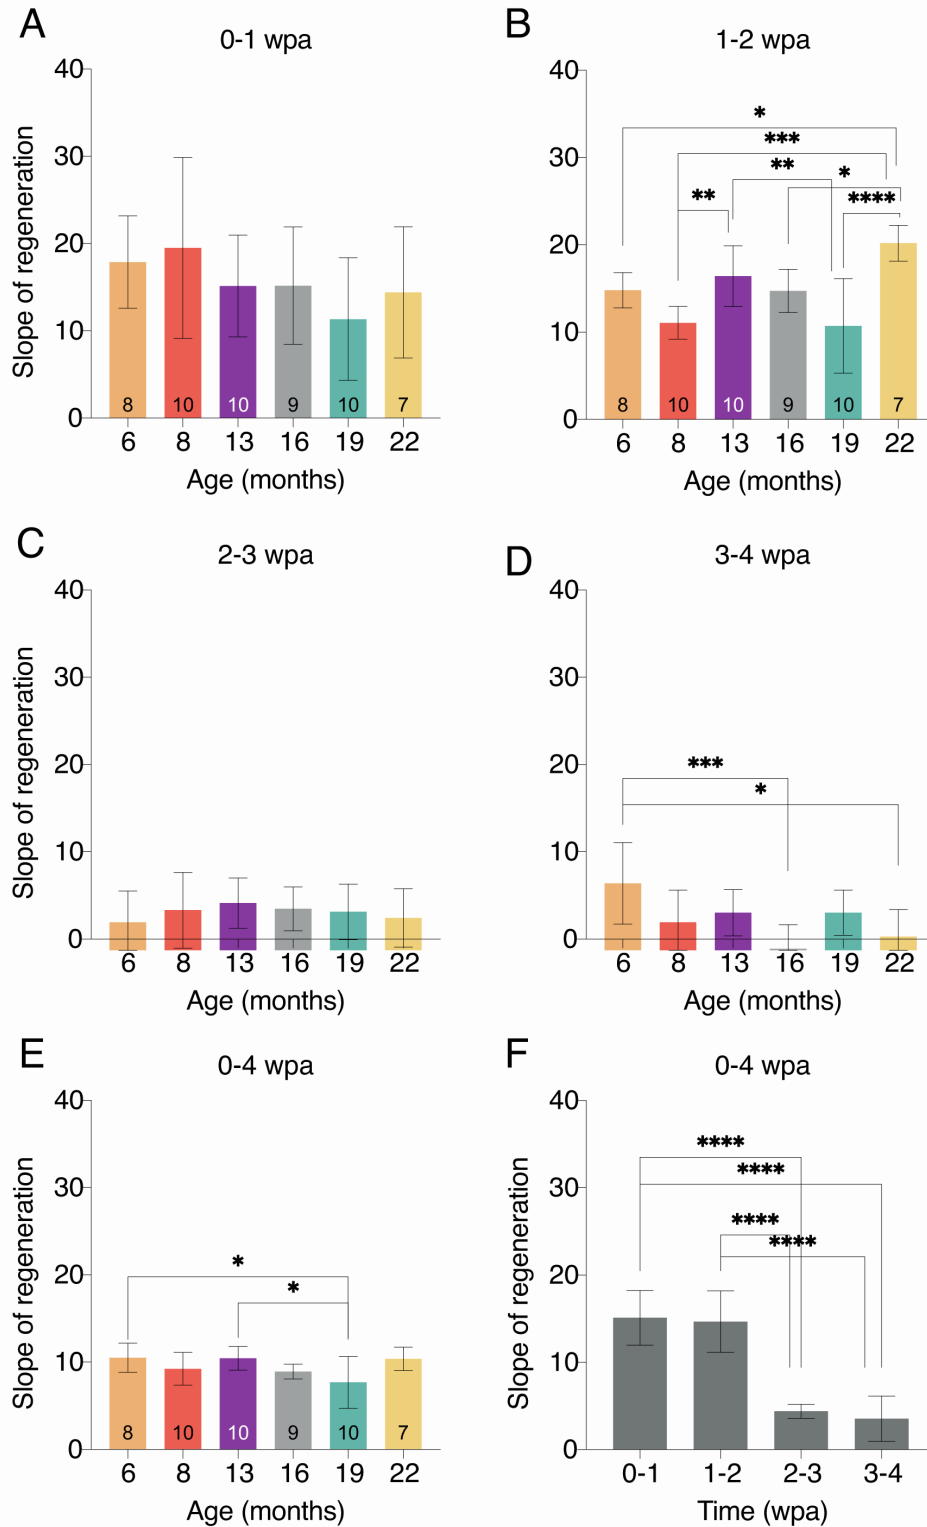 A
0-1 wpa
Slope of regeneration
40
30
20
10
0
8 10 10 9 10 7
6 8 13 16 19 22
Age (months)
B
1-2 wpa
40
30
20
10
0
*
***
**
*
**
****
8 10 10 9 10 7
6 8 13 16 19 22
Age (months)
C
2-3 wpa
Slope of regeneration
40
30
20
10
0
6 8 13 16 19 22
Age (months)
D
3-4 wpa
40
30
20
10
0
***
*
6 8 13 16 19 22
Age (months)
E
0-4 wpa
Slope of regeneration
40
30
20
10
0
*
*
8 10 10 9 10 7
6 8 13 16 19 22
Age (months)
F
0-4 wpa
Slope of regeneration
40
30
20
10
0
****
****
****
****
0-1 1-2 2-3 3-4
Time (wpa)